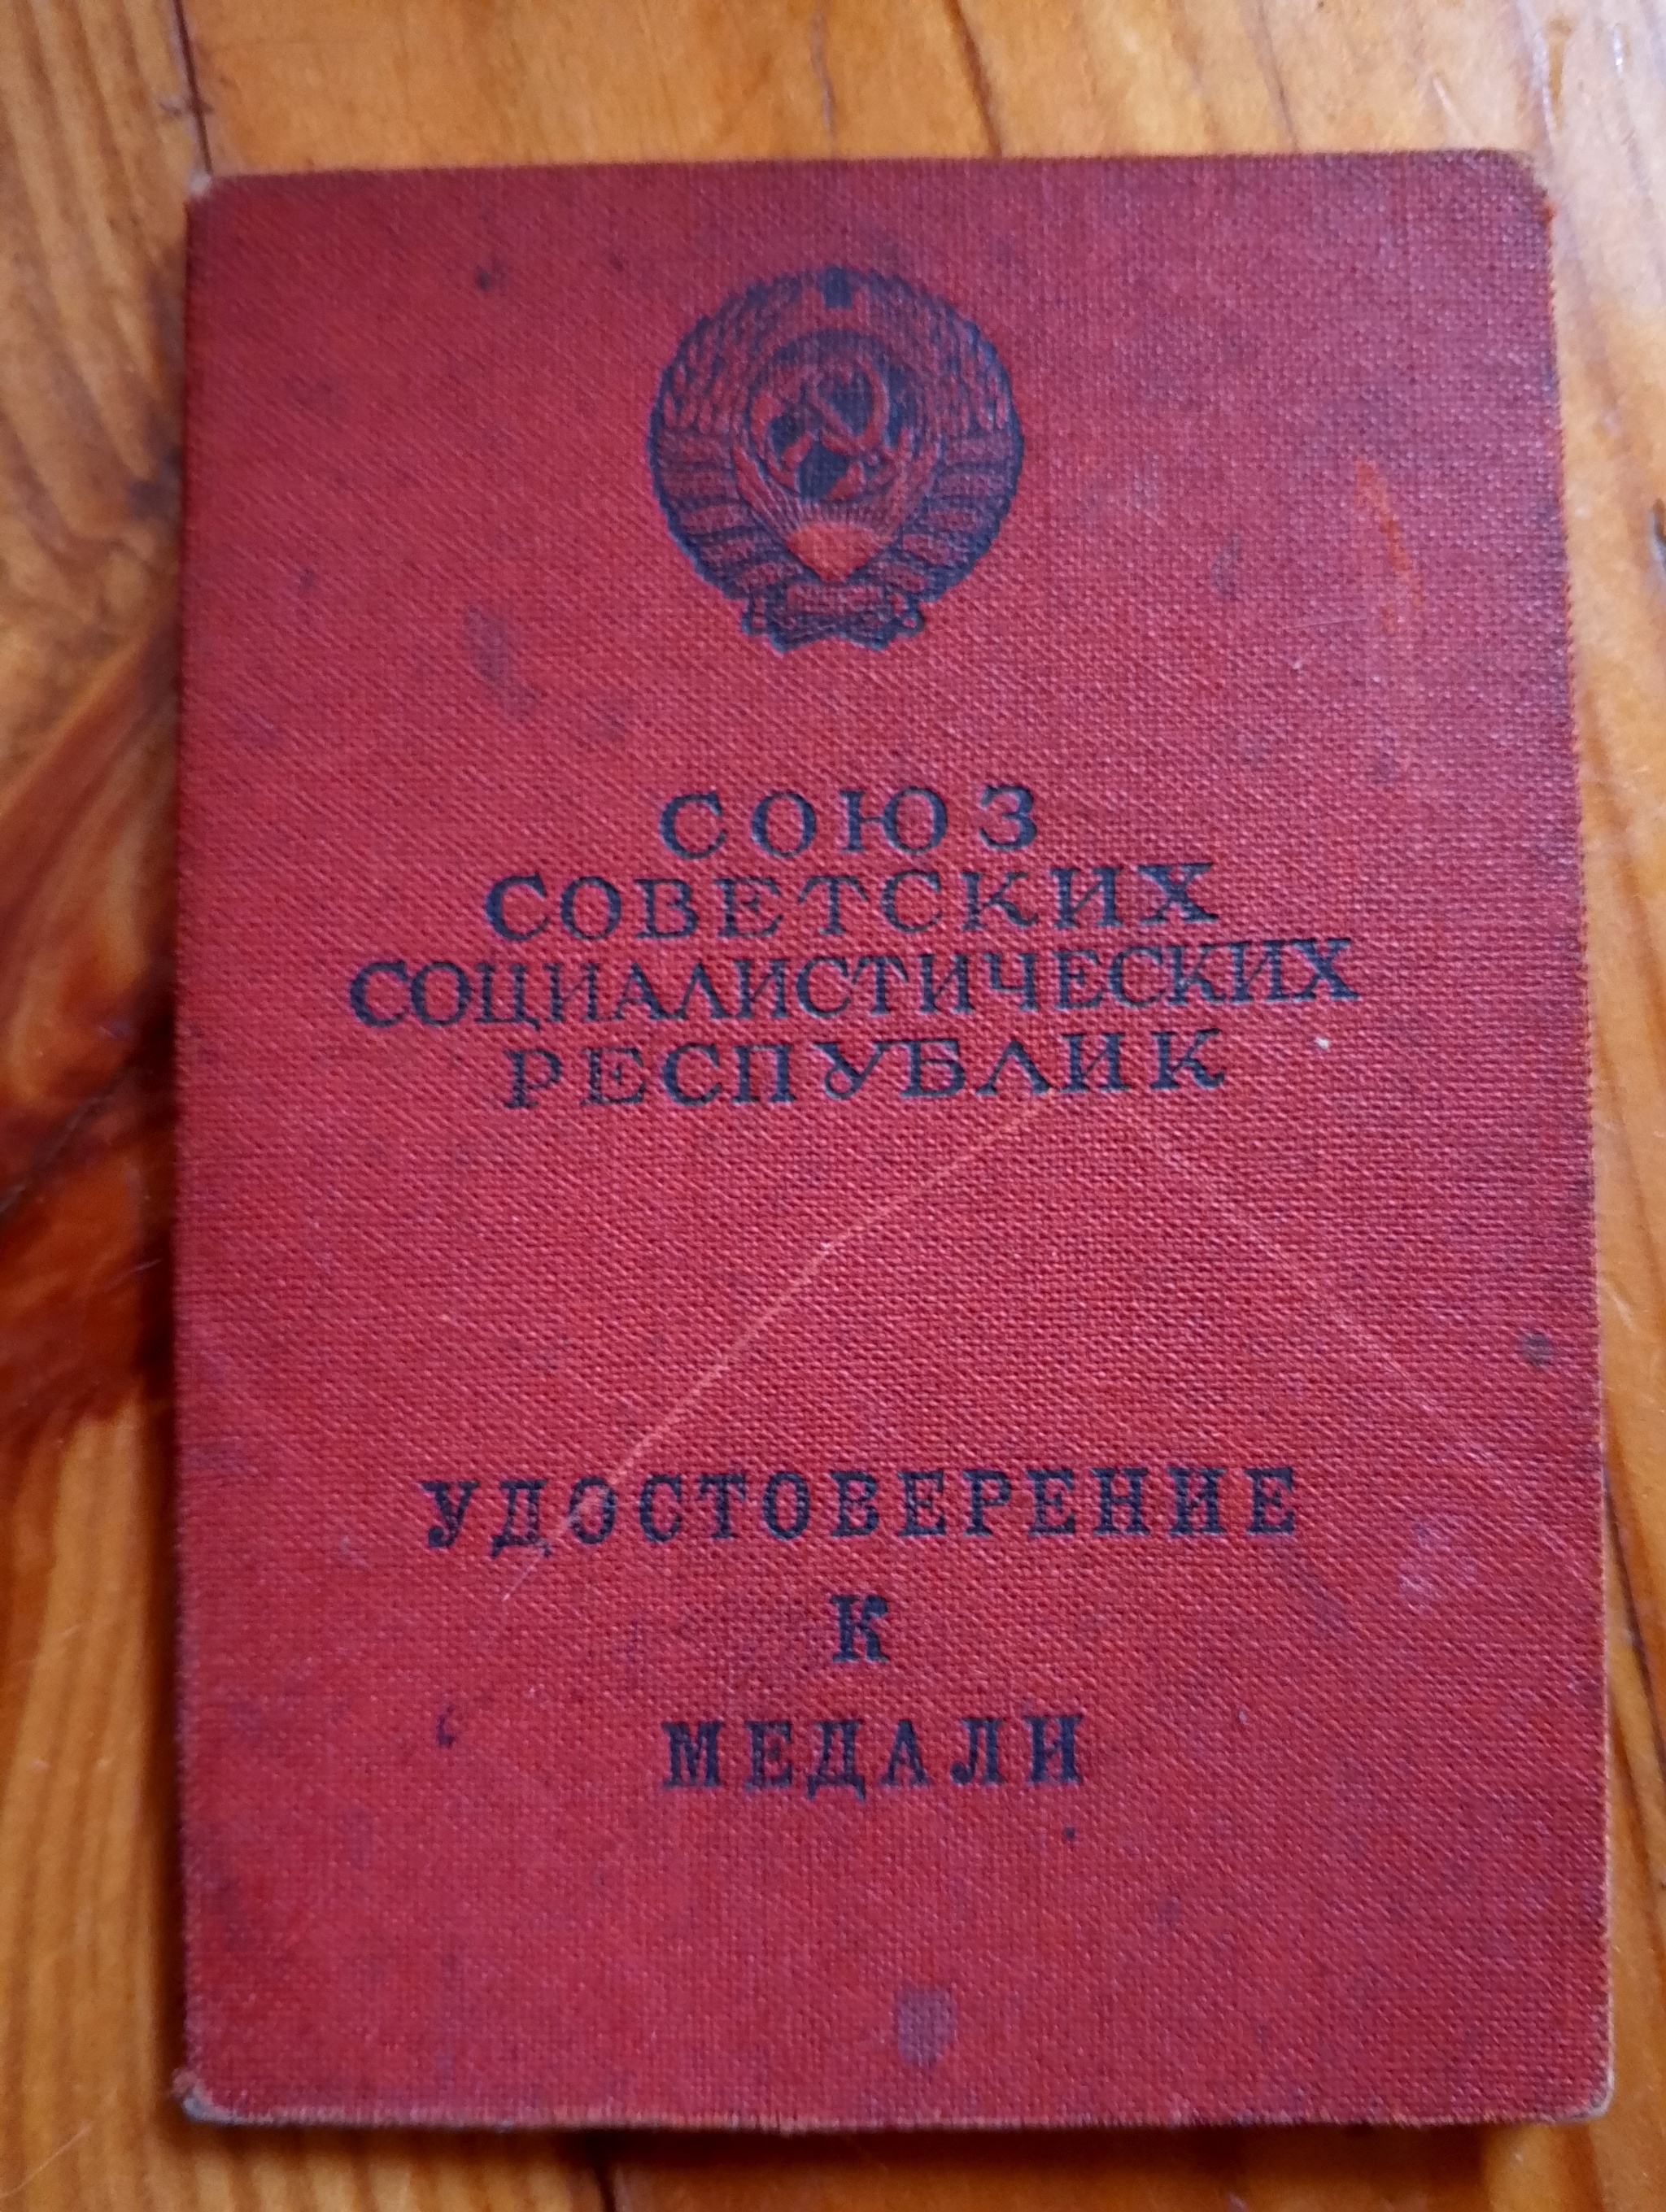 СОЮЗ
СОВЕТСКИХ
СОЦИАЛИСТИЧЕСКИХ
РЕСПУБЛИК
УДОСТОВЕРЕНИЕ
К
МЕДАЛИ